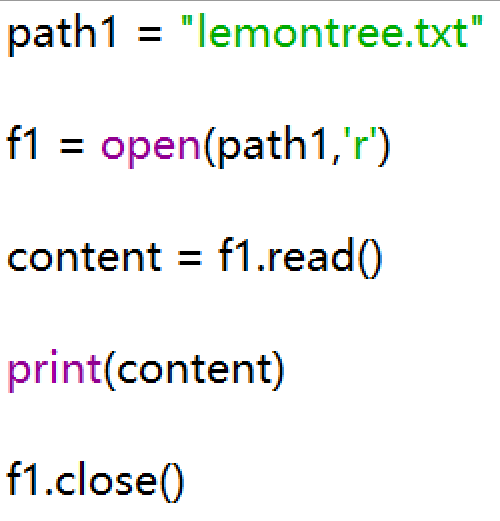 path1 = "lemontree.txt"
f1 = open(path1,'r')
content = f1.read()
print(content)
f1.close()